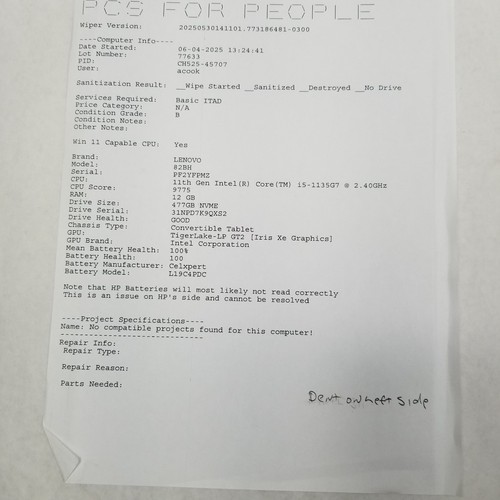 PCS FOR PEOPLE
Wiper Version: 20250530141101.773186481-0300
----Computer Info----
Date Started: 06-04-2025 13:24:41
Lot Number: 77633
PID: CH525-45707
User: acook
Sanitization Result: __Wipe Started __Sanitized __Destroyed __No Drive
Services Required: Basic ITAD
Price Category: N/A
Condition Grade: B
Condition Notes:
Other Notes:
Win 11 Capable CPU: Yes
Brand: LENOVO
Model: 82BH
Serial: PF2YFPMZ
CPU: 11th Gen Intel(R) Core(TM) i5-1135G7 @ 2.40GHz
CPU Score: 9775
RAM: 12 GB
Drive Size: 477GB NVME
Drive Serial: 31NPD7K9QXS2
Drive Health: GOOD
Chassis Type: Convertible Tablet
GPU: TigerLake-LP GT2 [Iris Xe Graphics]
GPU Brand: Intel Corporation
Mean Battery Health: 100%
Battery Health: 100
Battery Manufacturer: Celxpert
Battery Model: L19C4PDC
Note that HP Batteries will most likely not read correctly
This is an issue on HP's side and cannot be resolved
----Project Specifications----
Name: No compatible projects found for this computer!
-----------------------------
Repair Info:
Repair Type:
Repair Reason:
Parts Needed:
Dent on left side